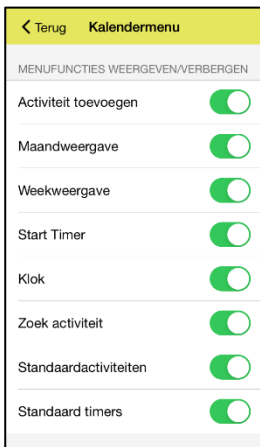 Terug Kalendermenu
MENUFUNCTIES WEERGEVEN/VERBERGEN
Activiteit toevoegen
Maandweergave
Weekweergave
Start Timer
Klok
Zoek activiteit
Standaardactiviteiten
Standaard timers